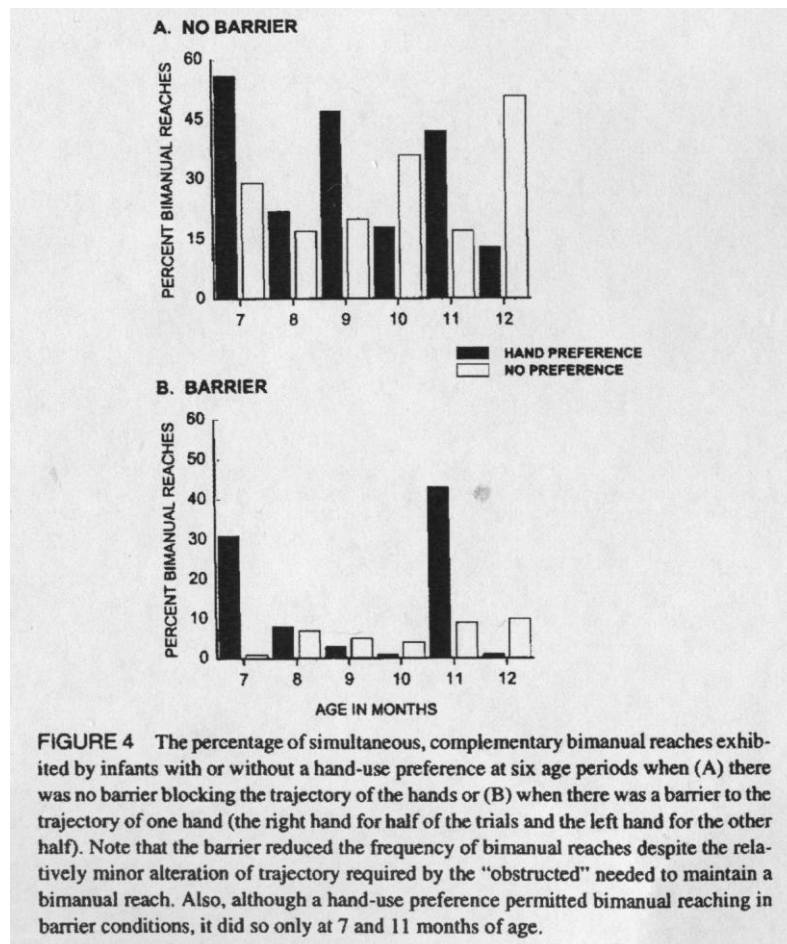 A. NO BARRIER
PERCENT BIMANUAL REACHES
60
45
30
15
0
7 8 9 10 11 12
HAND PREFERENCE
NO PREFERENCE
B. BARRIER
PERCENT BIMANUAL REACHES
60
50
40
30
20
10
0
7 8 9 10 11 12
AGE IN MONTHS
FIGURE 4 The percentage of simultaneous, complementary bimanual reaches exhib-
ited by infants with or without a hand-use preference at six age periods when (A) there
was no barrier blocking the trajectory of the hands or (B) when there was a barrier to the
trajectory of one hand (the right hand for half of the trials and the left hand for the other
half). Note that the barrier reduced the frequency of bimanual reaches despite the rela-
tively minor alteration of trajectory required by the “obstructed” needed to maintain a
bimanual reach. Also, although a hand-use preference permitted bimanual reaching in
barrier conditions, it did so only at 7 and 11 months of age.